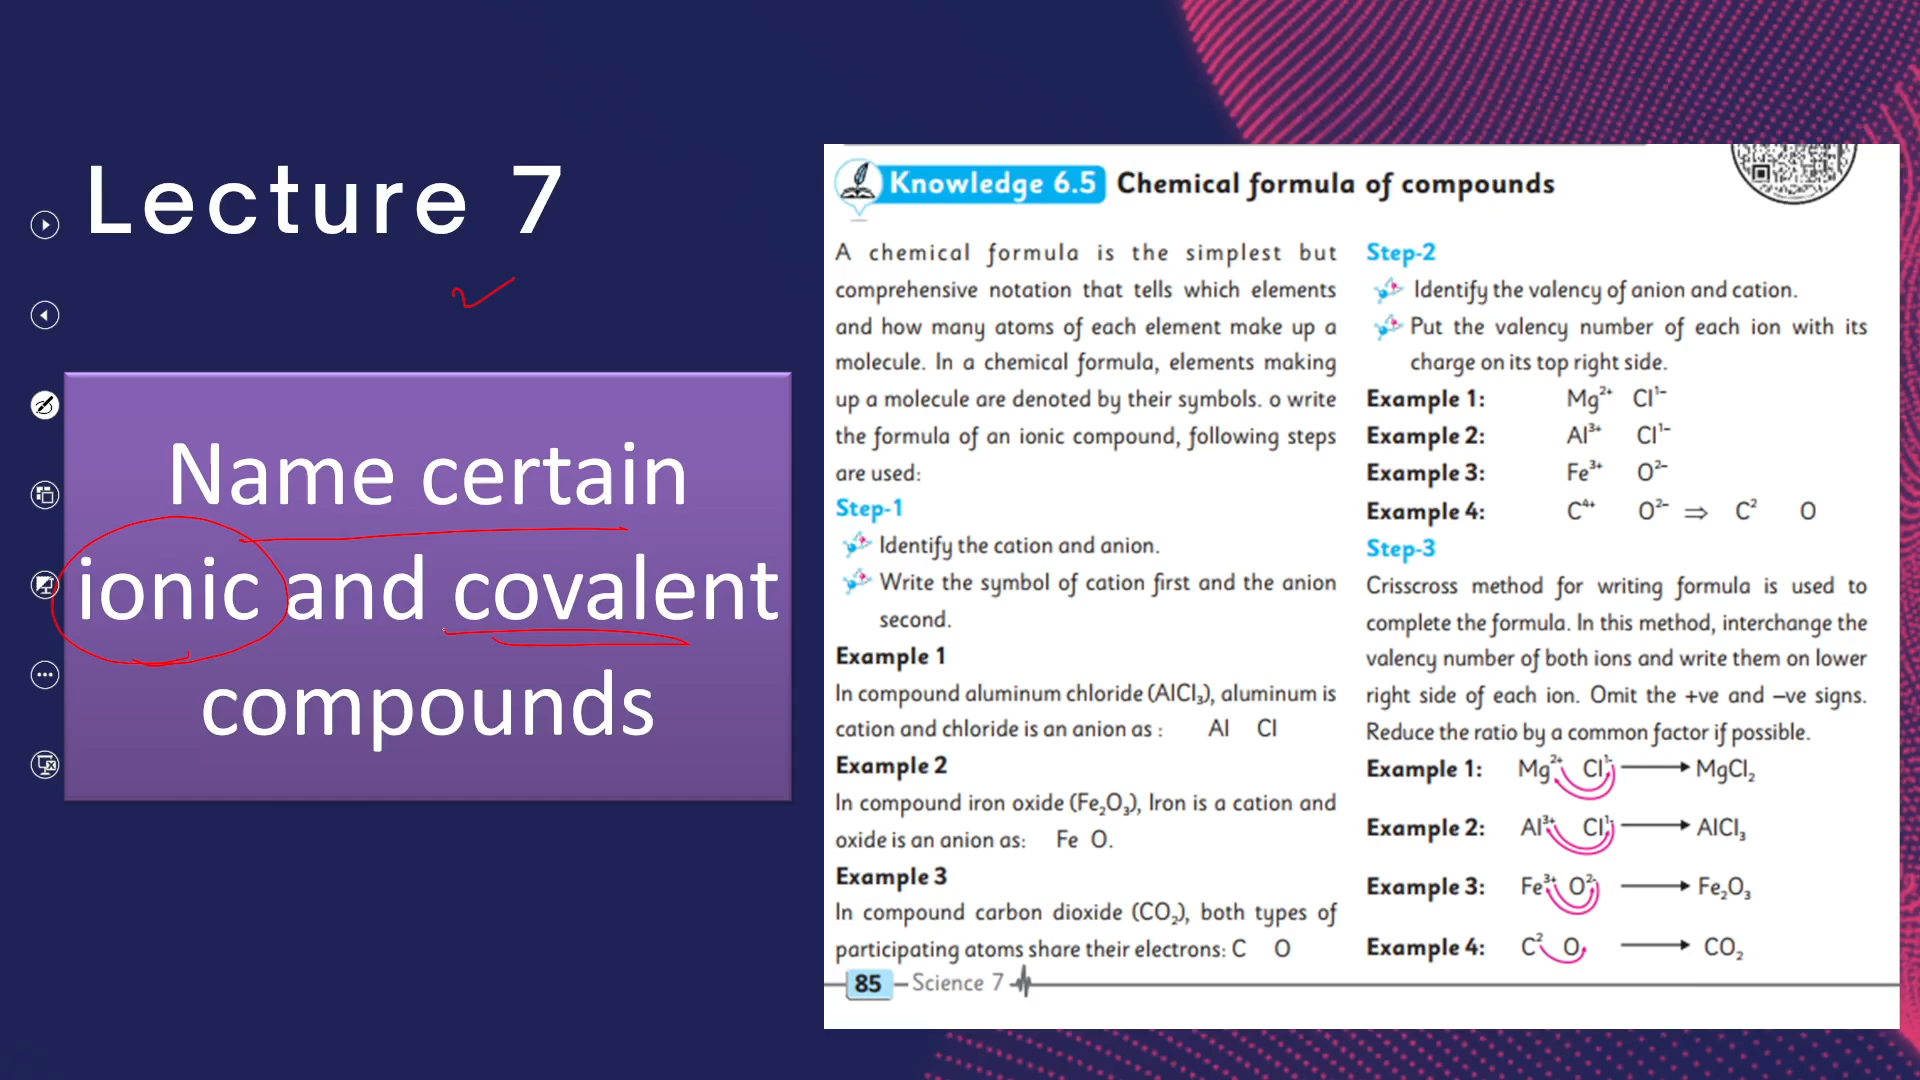 Lecture 7
Name certain
ionic and covalent
compounds
Knowledge 6.5 Chemical formula of compounds
A chemical formula is the simplest but
comprehensive notation that tells which elements
and how many atoms of each element make up a
molecule. In a chemical formula, elements making
up a molecule are denoted by their symbols. o write
the formula of an ionic compound, following steps
are used:
Step-1
Identify the cation and anion.
Write the symbol of cation first and the anion
second.
Example 1
In compound aluminum chloride (AlCl₃), aluminum is
cation and chloride is an anion as : Al Cl
Example 2
In compound iron oxide (Fe₂O₃), Iron is a cation and
oxide is an anion as: Fe O.
Example 3
In compound carbon dioxide (CO₂), both types of
participating atoms share their electrons: C O
85 Science 7
Step-2
Identify the valency of anion and cation.
Put the valency number of each ion with its
charge on its top right side.
Example 1: Mg²⁺ Cl¹⁻
Example 2: Al³⁺ Cl¹⁻
Example 3: Fe³⁺ O²⁻
Example 4: C⁴⁺ O²⁻ ⇒ C² O
Step-3
Crisscross method for writing formula is used to
complete the formula. In this method, interchange the
valency number of both ions and write them on lower
right side of each ion. Omit the +ve and –ve signs.
Reduce the ratio by a common factor if possible.
Example 1: Mg²⁺ Cl¹⁻ → MgCl₂
Example 2: Al³⁺ Cl¹⁻ → AlCl₃
Example 3: Fe³⁺ O²⁻ → Fe₂O₃
Example 4: C² O → CO₂